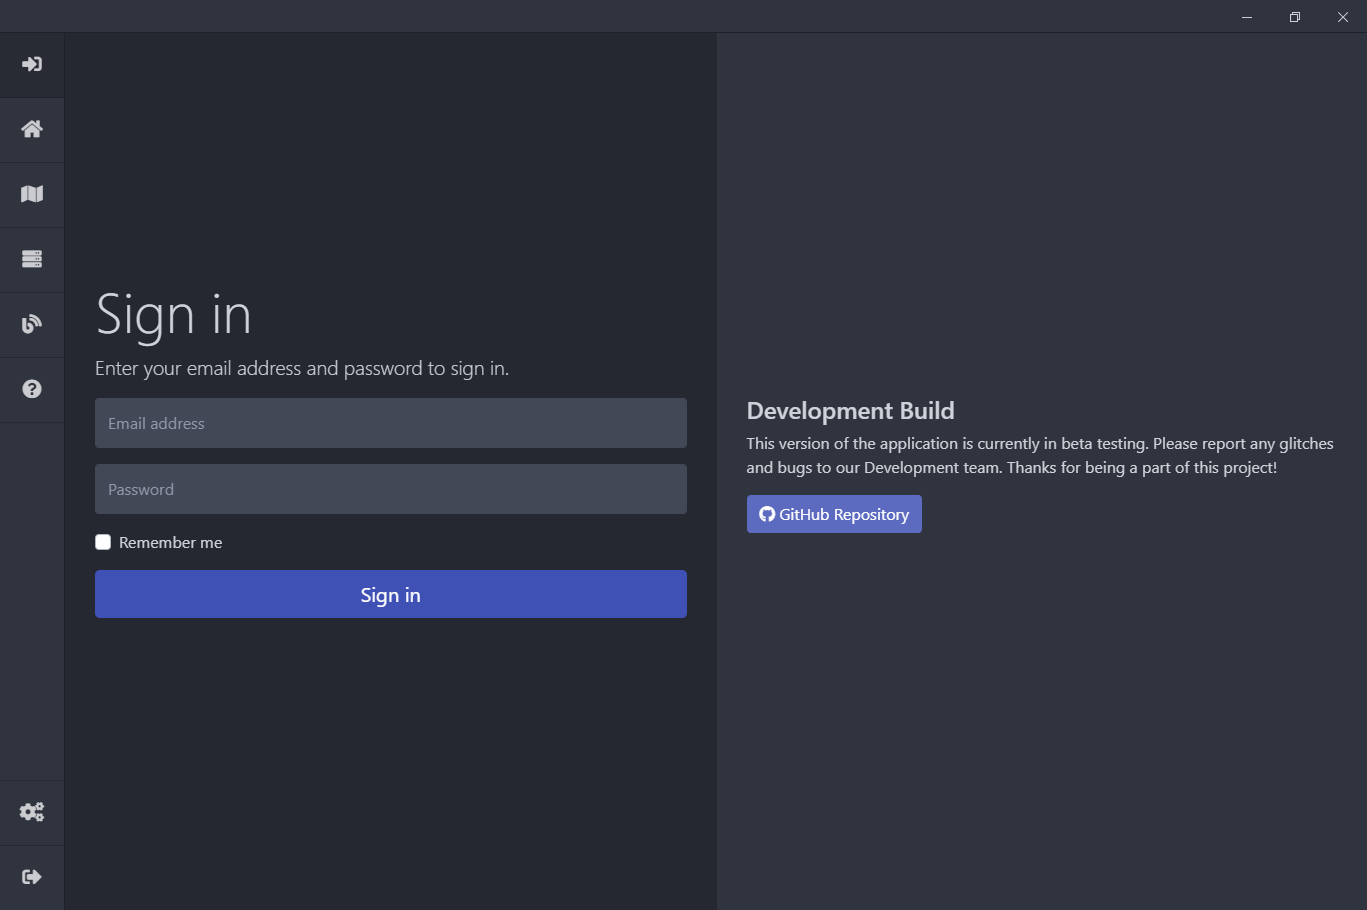 Sign in
Enter your email address and password to sign in.
Email address
Password
Remember me
Sign in
Development Build
This version of the application is currently in beta testing. Please report any glitches
and bugs to our Development team. Thanks for being a part of this project!
GitHub Repository